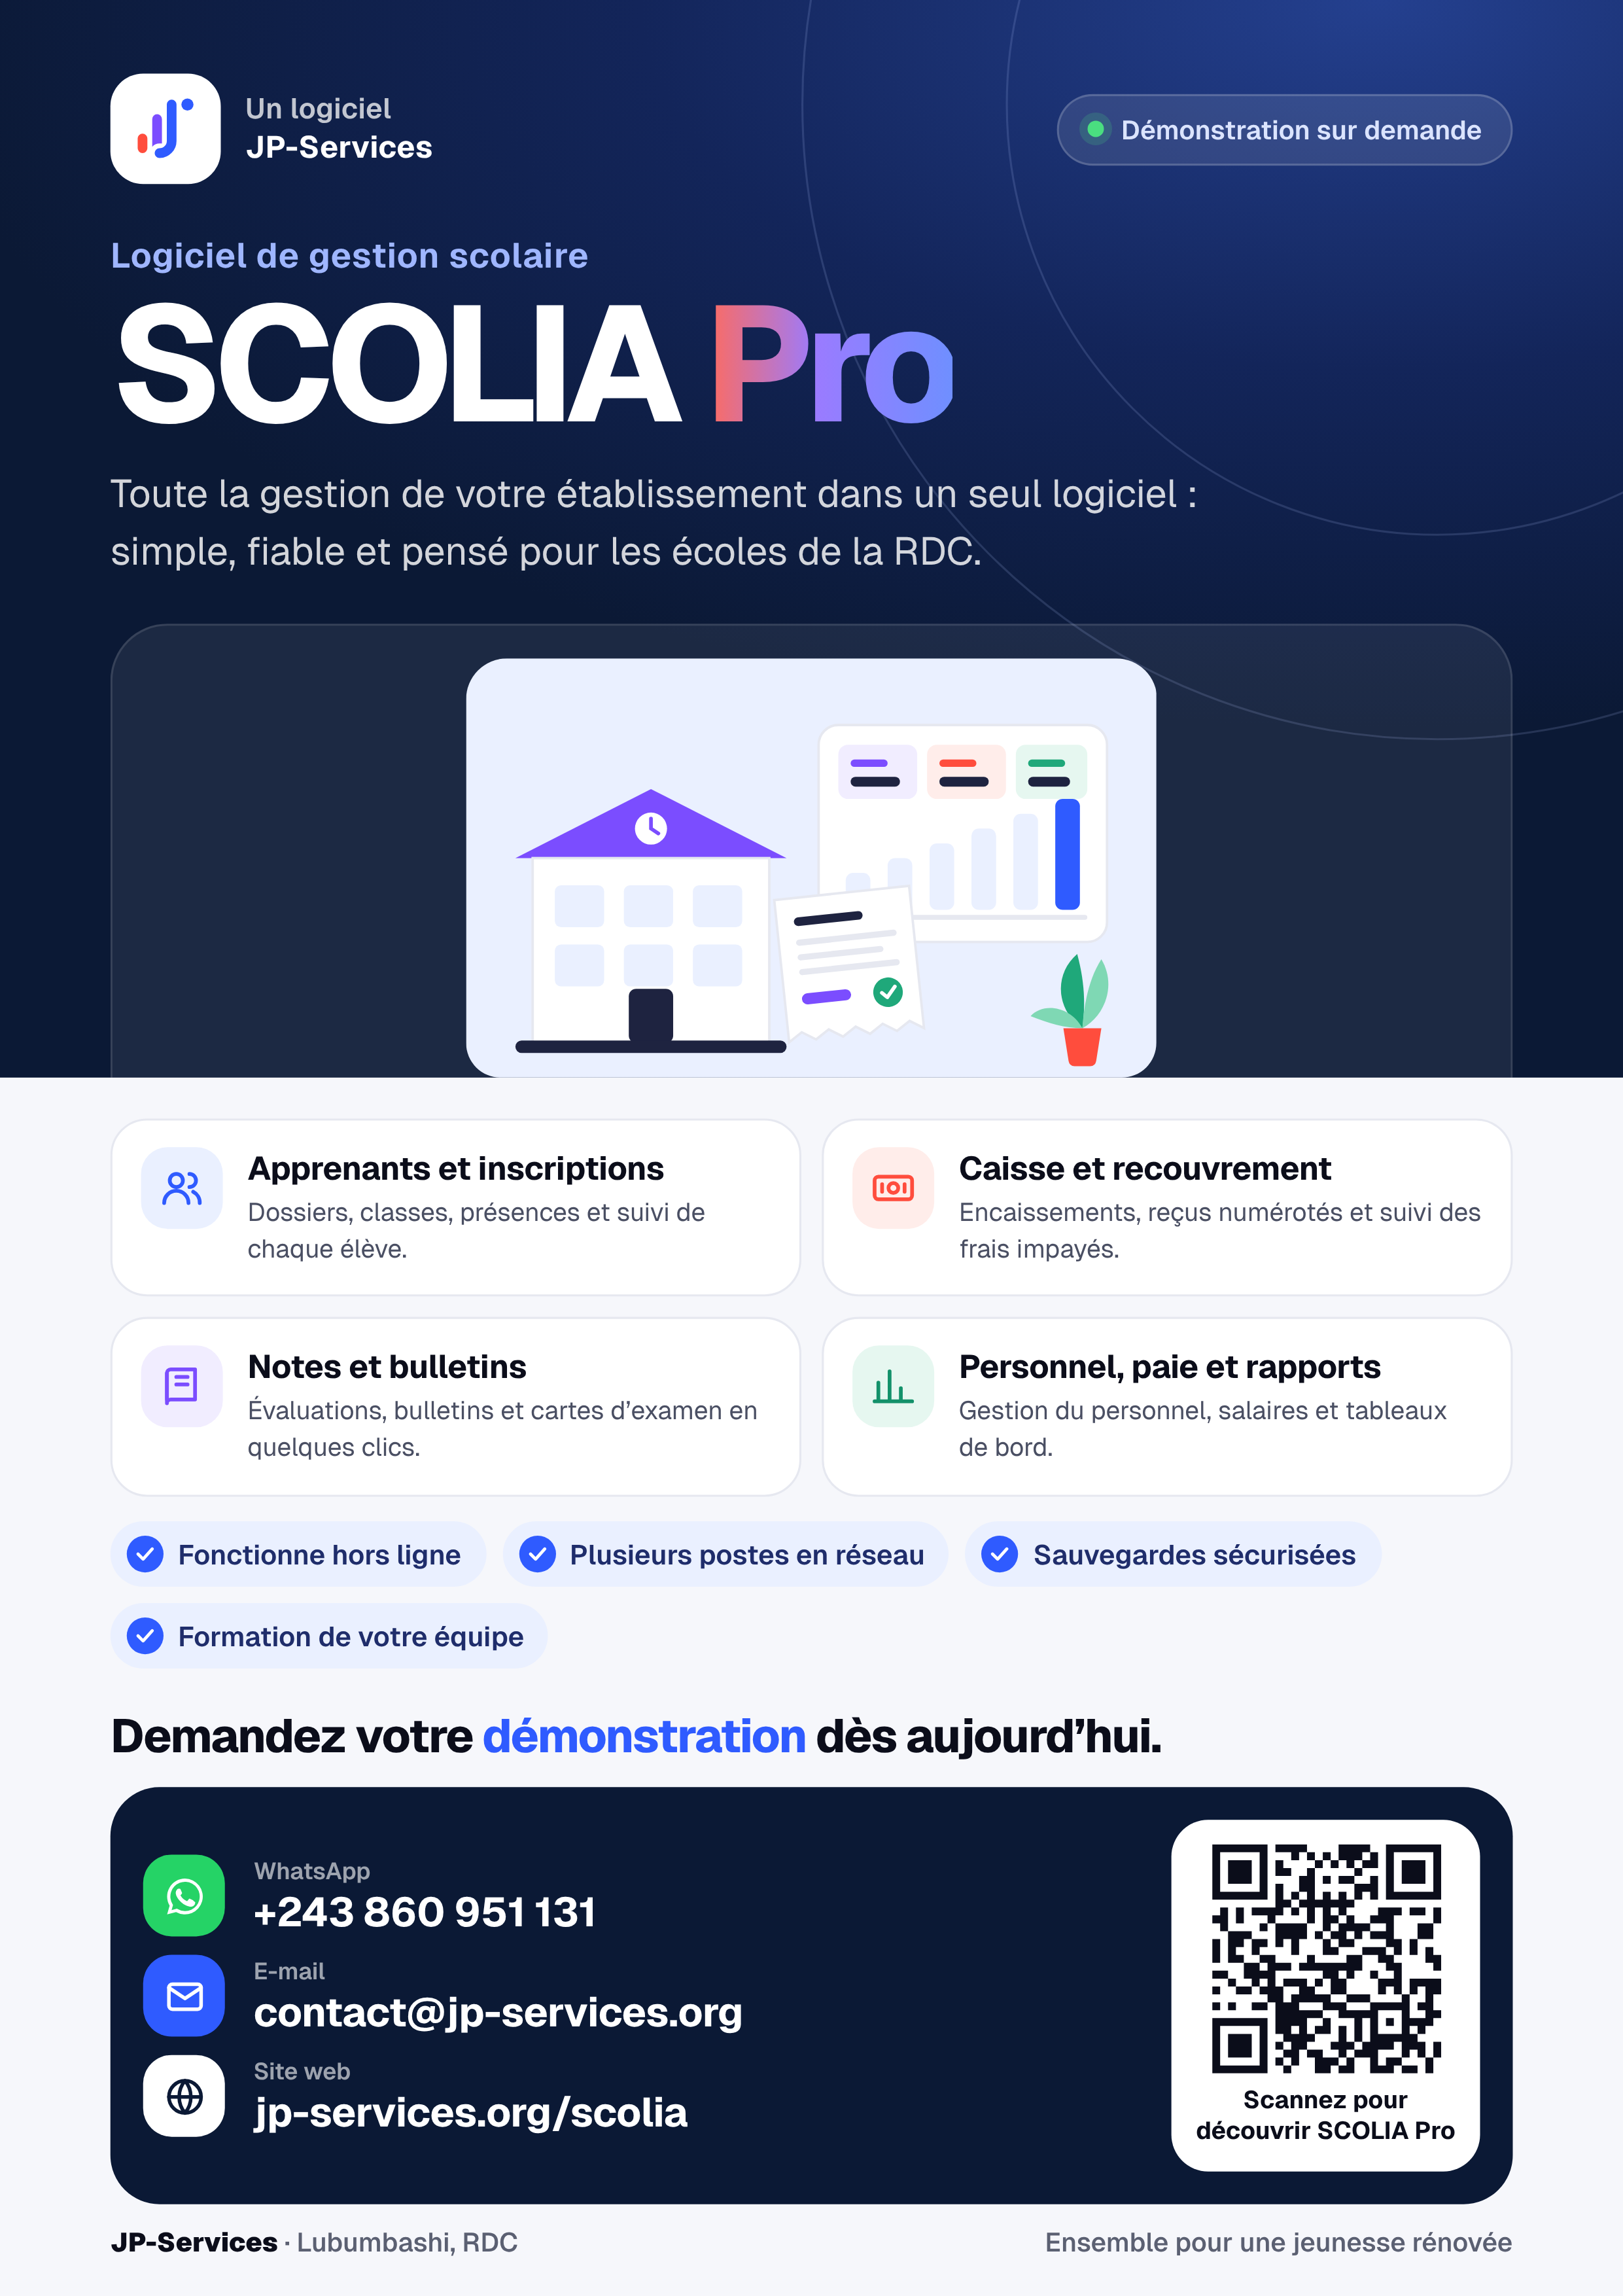 Un logiciel
JP-Services
Démonstration sur demande
Logiciel de gestion scolaire
SCOLIA Pro
Toute la gestion de votre établissement dans un seul logiciel :
simple, fiable et pensé pour les écoles de la RDC.
Apprenants et inscriptions
Dossiers, classes, présences et suivi de
chaque élève.
Caisse et recouvrement
Encaissements, reçus numérotés et suivi des
frais impayés.
Notes et bulletins
Évaluations, bulletins et cartes d’examen en
quelques clics.
Personnel, paie et rapports
Gestion du personnel, salaires et tableaux
de bord.
Fonctionne hors ligne
Plusieurs postes en réseau
Sauvegardes sécurisées
Formation de votre équipe
Demandez votre démonstration dès aujourd’hui.
WhatsApp
+243 860 951 131
E-mail
contact@jp-services.org
Site web
jp-services.org/scolia
Scannez pour
découvrir SCOLIA Pro
JP-Services · Lubumbashi, RDC
Ensemble pour une jeunesse rénovée